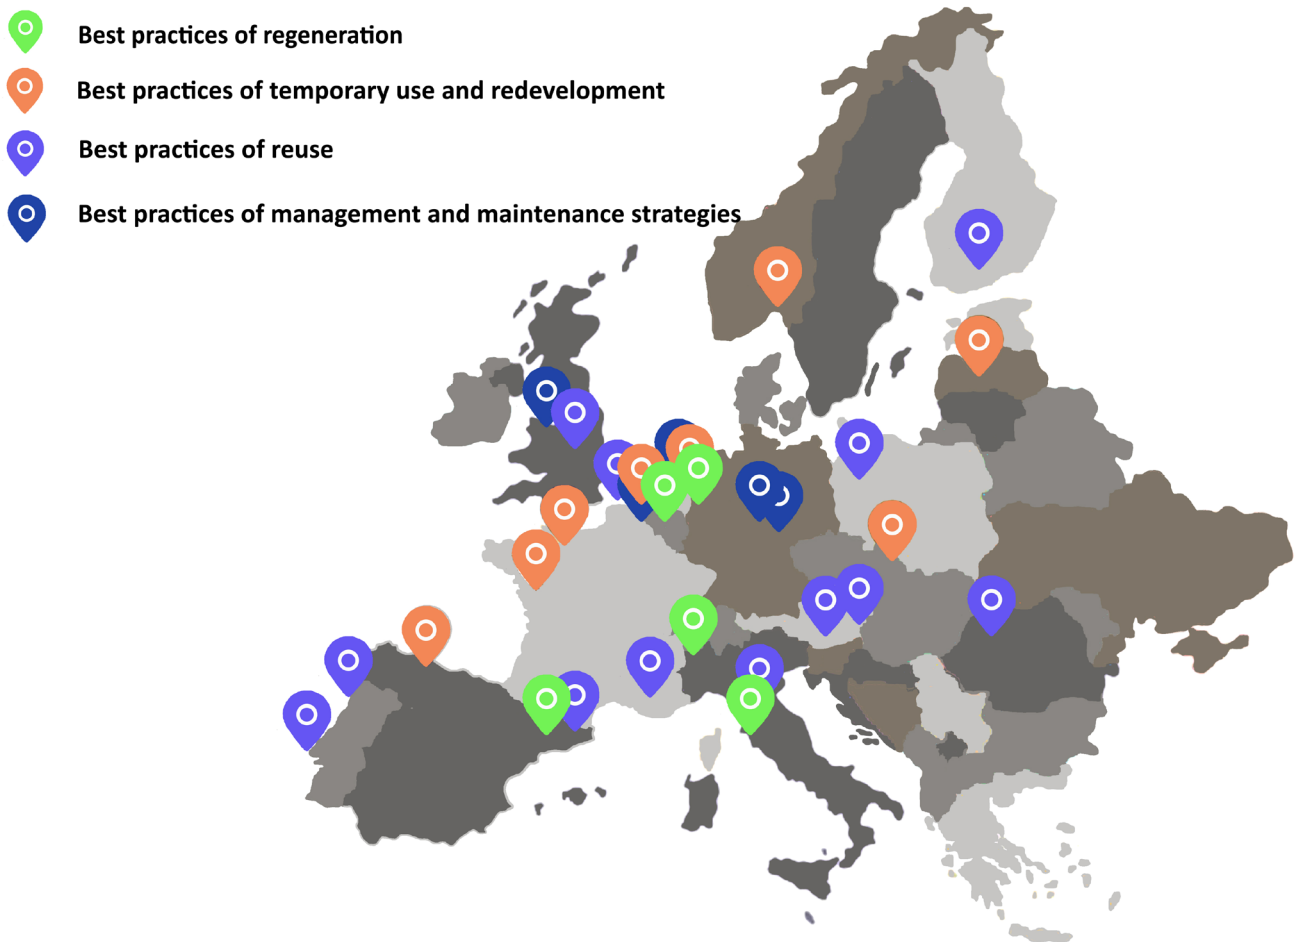 Best practices of regeneration
Best practices of temporary use and redevelopment
Best practices of reuse
Best practices of management and maintenance strategies